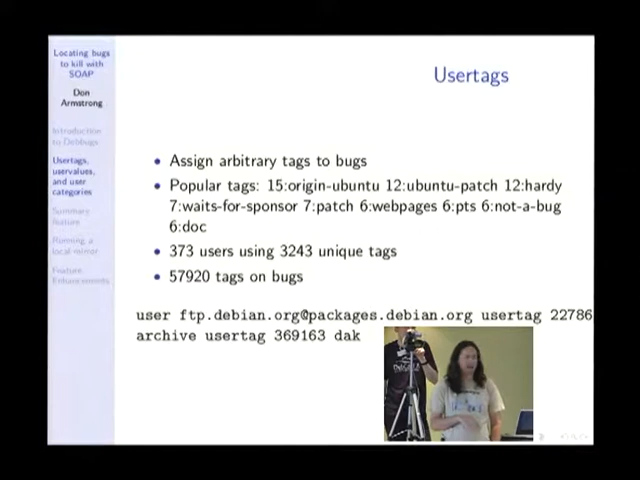 Locating bugs
to kill with
SOAP
Don
Armstrong
Introduction
to Debbugs
Usertags,
uservalues,
and user
categories
Summary
feature
Running a
local mirror
Feature
Enhancements
Usertags
• Assign arbitrary tags to bugs
• Popular tags: 15:origin-ubuntu 12:ubuntu-patch 12:hardy
7:waits-for-sponsor 7:patch 6:webpages 6:pts 6:not-a-bug
6:doc
• 373 users using 3243 unique tags
• 57920 tags on bugs
user ftp.debian.org@packages.debian.org usertag 22786
archive usertag 369163 dak